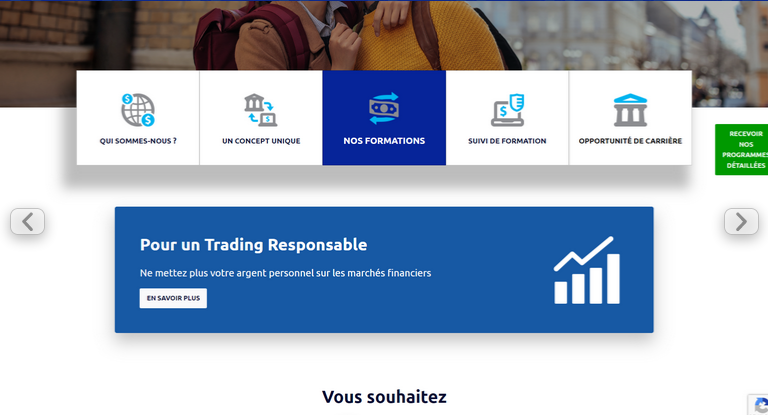 QUI SOMMES-NOUS ?
UN CONCEPT UNIQUE
NOS FORMATIONS
SUIVI DE FORMATION
OPPORTUNITÉ DE CARRIÈRE
RECEVOIR
NOS
PROGRAMMES
DÉTAILLÉES
Pour un Trading Responsable
Ne mettez plus votre argent personnel sur les marchés financiers
EN SAVOIR PLUS
Vous souhaitez